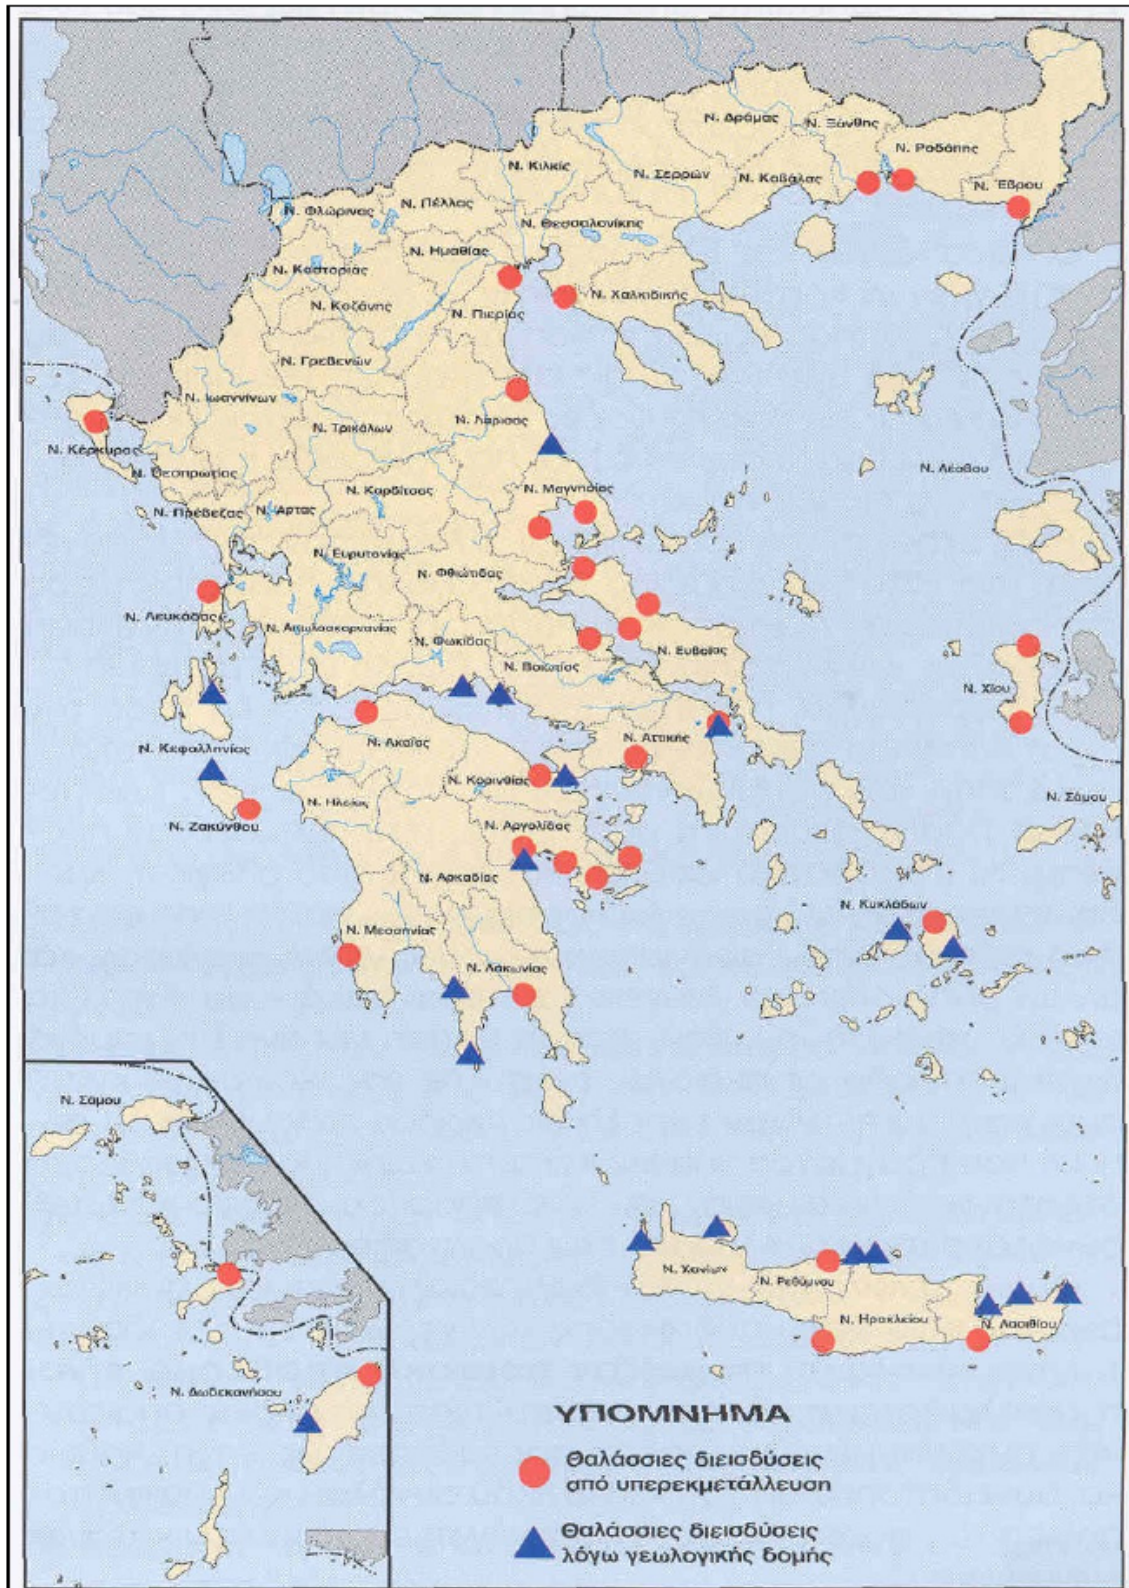 Ν. Δράμας
Ν. Ξάνθης
Ν. Ροδόπης
Ν. Κιλκίς
Ν. Σερρών
Ν. Καβάλας
Ν. Έβρου
Ν. Πέλλας
Ν. Φλώρινας
Ν. Θεσσαλονίκης
Ν. Ημαθίας
Ν. Καστοριάς
Ν. Χαλκιδικής
Ν. Κοζάνης
Ν. Πιερίας
Ν. Γρεβενών
Ν. Ιωαννίνων
Ν. Λάρισας
Ν. Τρικάλων
Ν. Κέρκυρας
Ν. Θεσπρωτίας
Ν. Λέσβου
Ν. Καρδίτσας
Ν. Μαγνησίας
Ν. Πρέβεζας
Ν. Άρτας
Ν. Ευρυτανίας
Ν. Φθιώτιδας
Ν. Λευκάδας
Ν. Αιτωλοακαρνανίας
Ν. Φωκίδας
Ν. Ευβοίας
Ν. Βοιωτίας
Ν. Χίου
Ν. Αττικής
Ν. Αχαΐας
Ν. Κεφαλληνίας
Ν. Κορινθίας
Ν. Ηλείας
Ν. Σάμου
Ν. Ζακύνθου
Ν. Αργολίδας
Ν. Αρκαδίας
Ν. Κυκλάδων
Ν. Μεσσηνίας
Ν. Λακωνίας
Ν. Σάμου
Ν. Χανίων
Ν. Ρεθύμνου
Ν. Ηρακλείου
Ν. Λασιθίου
Ν. Δωδεκανήσου
ΥΠΟΜΝΗΜΑ
Θαλάσσιες διεισδύσεις
από υπερεκμετάλλευση
Θαλάσσιες διεισδύσεις
λόγω γεωλογικής δομής